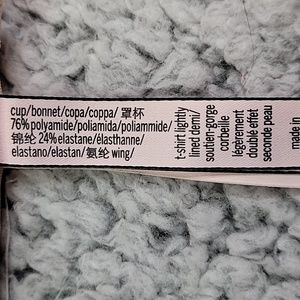 cup/bonnet/copa/coppa/ 罩杯
76% polyamide/poliamida/poliammide/
锦纶 24% elastane/élasthanne/
elastano/elastan/ 氨纶 wing/
t-shirt lightly
lined demi/
soutien-gorge
corbeille
légèrement
double effet
seconde peau
made in